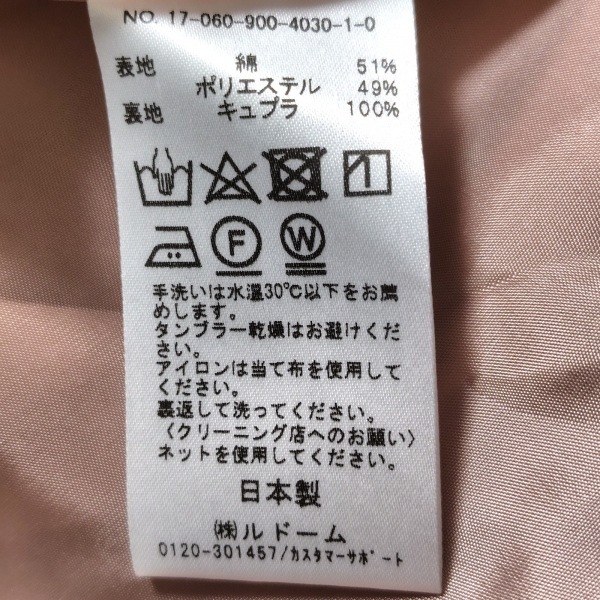 NO. 17-060-900-4030-1-0
表地 綿 51%
ポリエステル 49%
裏地 キュプラ 100%
F W
手洗いは水温30℃以下をお薦
めします。
タンブラー乾燥はお避けくだ
さい。
アイロンは当て布を使用して
ください。
裏返して洗ってください。
〈クリーニング店へのお願い〉
ネットを使用してください。
日本製
㈱ルドーム
0120-301457/カスタマーサポート